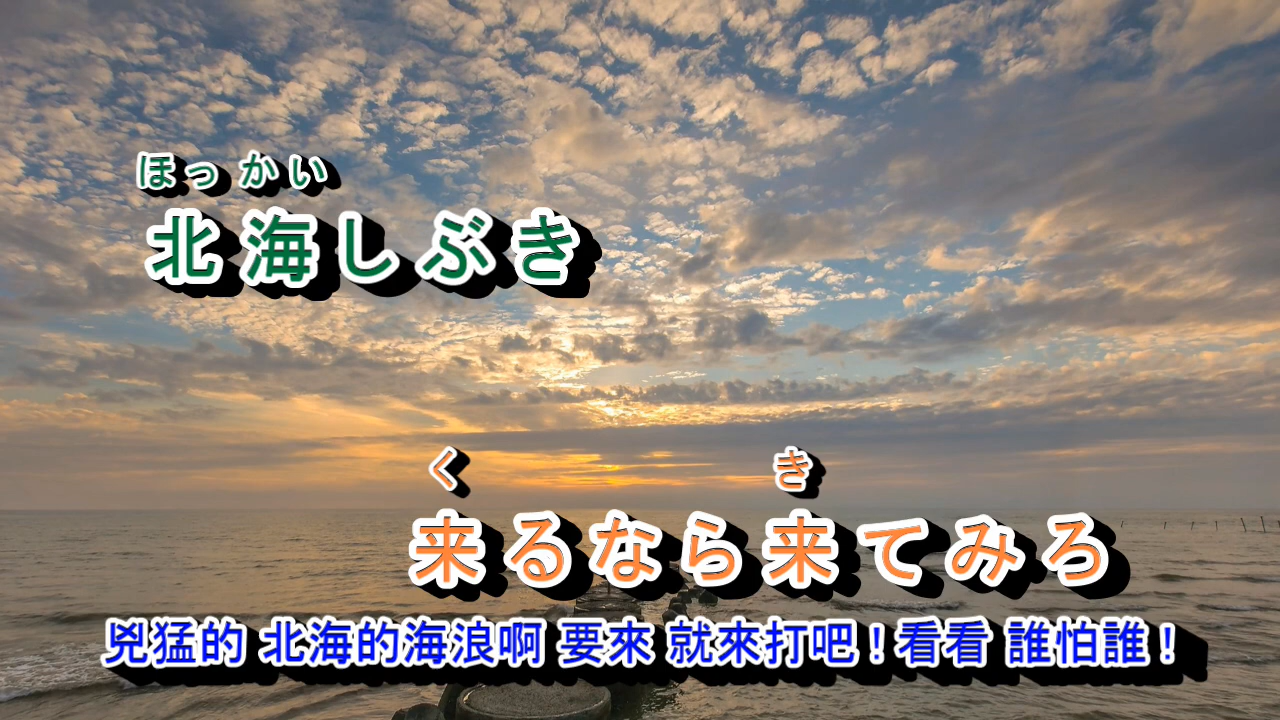 ほっかい
北海しぶき
く き
来るなら来てみろ
兇猛的 北海的海浪啊 要來 就來打吧！看看 誰怕誰！